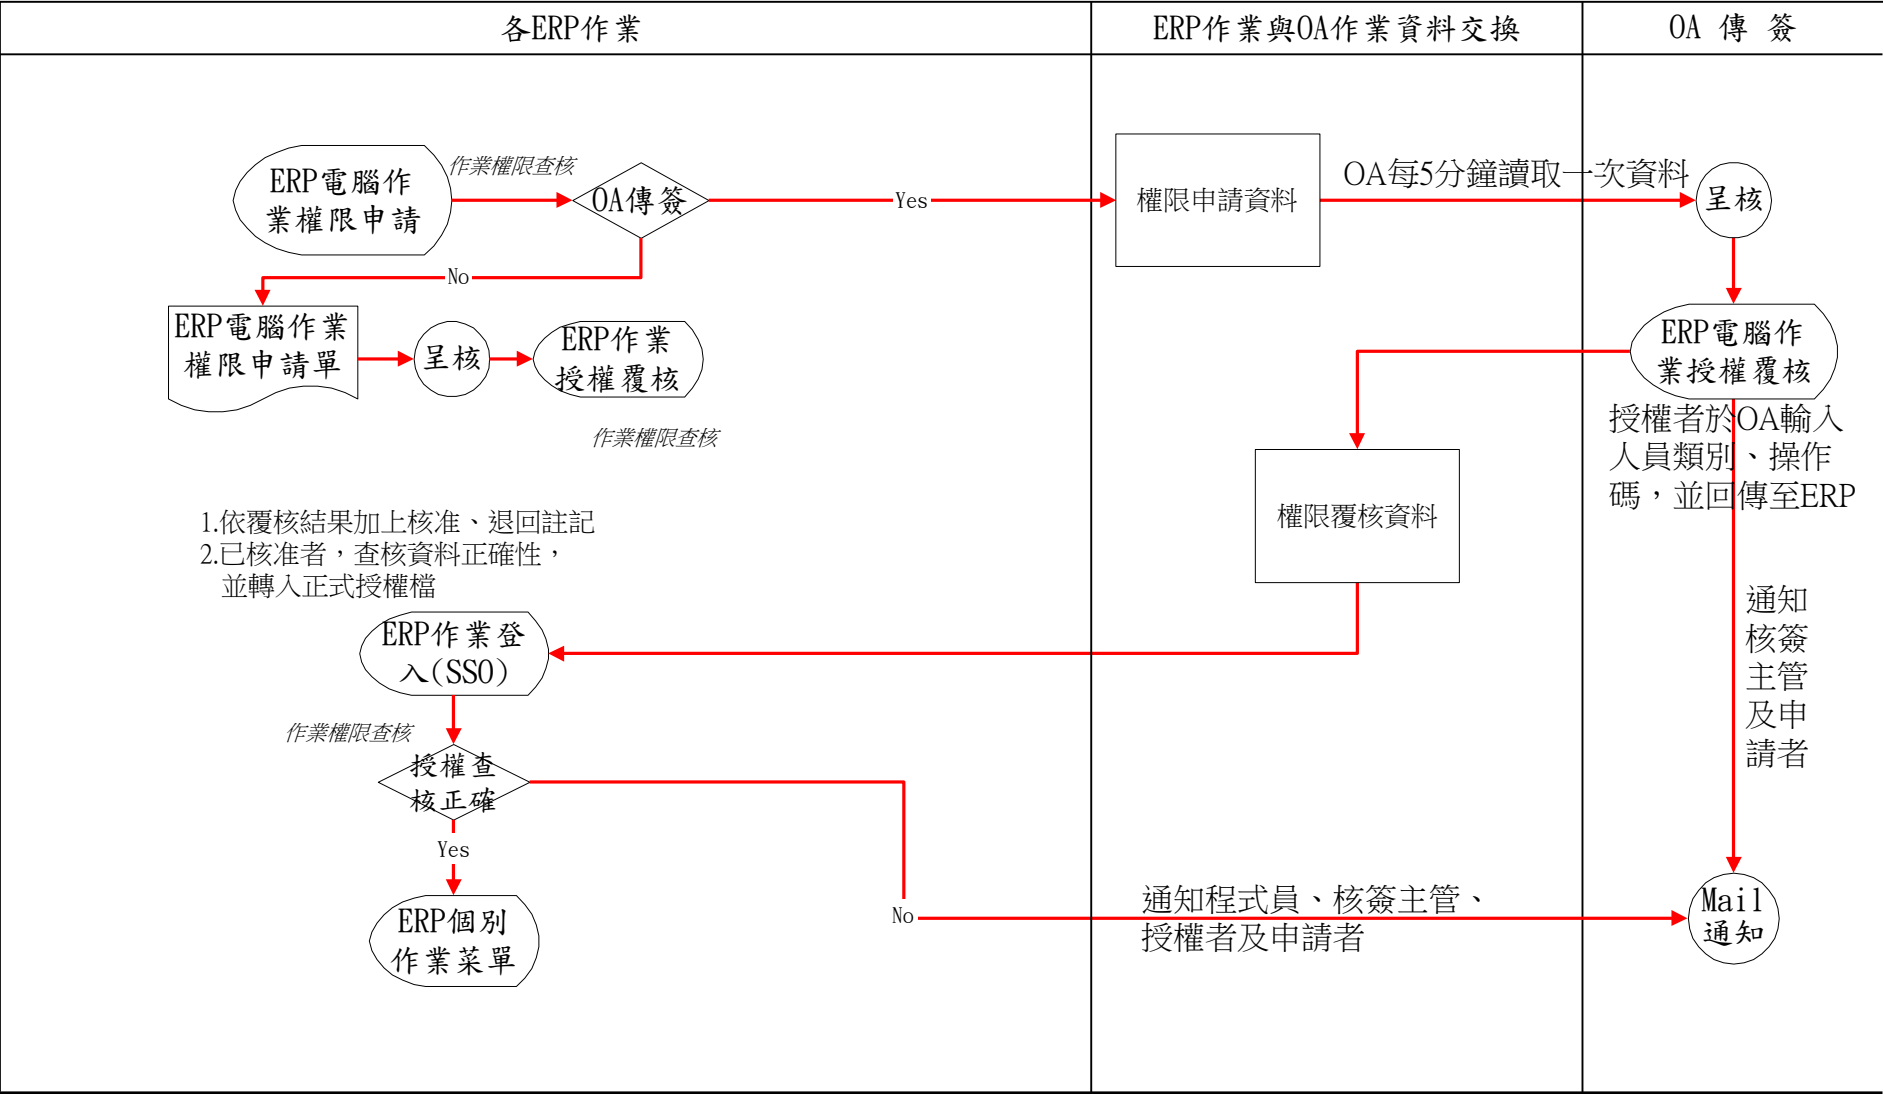 各ERP作業
ERP作業與OA作業資料交換
OA 傳 簽
ERP電腦作
業權限申請
作業權限查核
OA傳簽
Yes
權限申請資料
OA每5分鐘讀取一次資料
呈核
No
ERP電腦作業
權限申請單
呈核
ERP作業
授權覆核
作業權限查核
ERP電腦作
業授權覆核
授權者於OA輸入
人員類別、操作
碼，並回傳至ERP
權限覆核資料
1.依覆核結果加上核准、退回註記
2.已核准者，查核資料正確性，
並轉入正式授權檔
ERP作業登
入(SSO)
通知
核簽
主管
及申
請者
作業權限查核
授權查
核正確
Yes
ERP個別
作業菜單
No
通知程式員、核簽主管、
授權者及申請者
Mail
通知